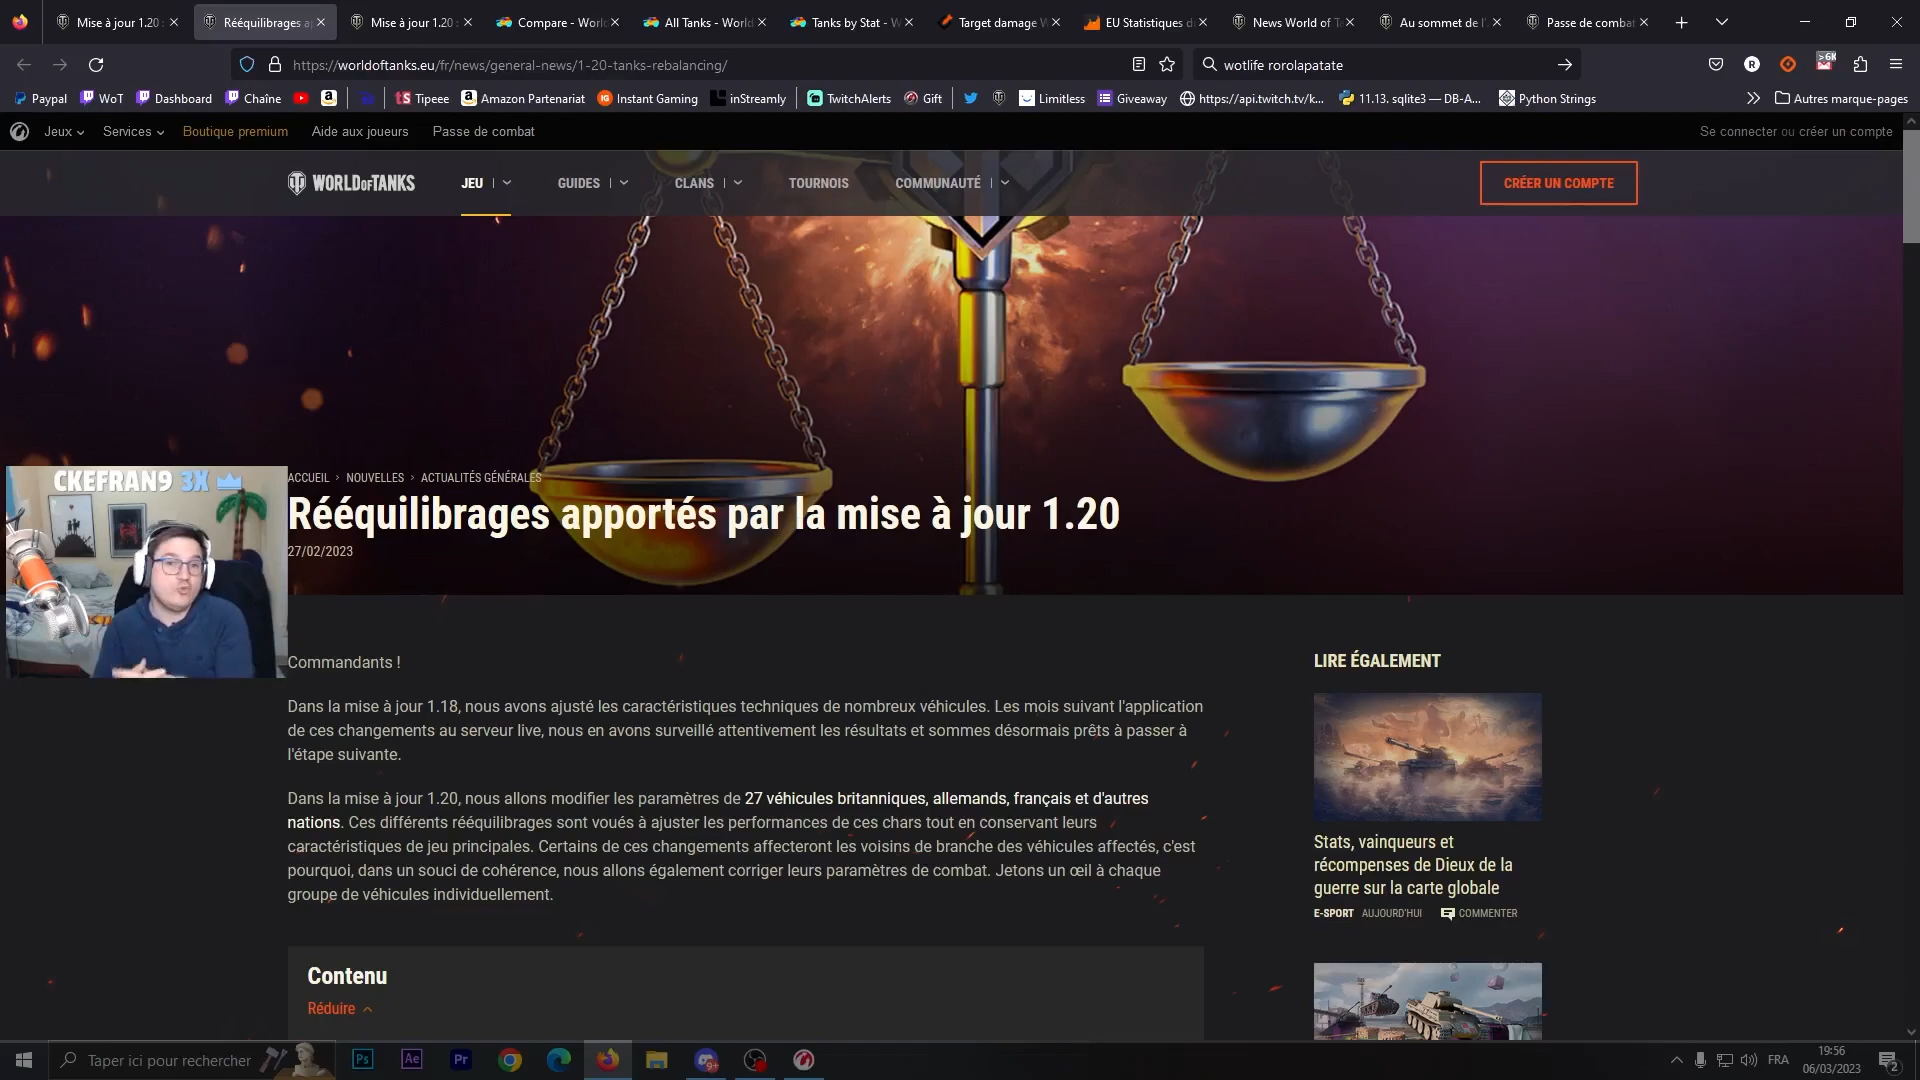 Mise à jour 1.20 :
Rééquilibrages ap
Mise à jour 1.20 :
Compare - Worl
All Tanks - World
Tanks by Stat - W
Target damage W
EU Statistiques d
News World of Ta
Au sommet de l'
Passe de combat
https://worldoftanks.eu/fr/news/general-news/1-20-tanks-rebalancing/
wotlife rorolapatate
>6K
Paypal
WoT
Dashboard
Chaîne
Tipeee
Amazon Partenariat
Instant Gaming
inStreamly
TwitchAlerts
Gift
Limitless
Giveaway
https://api.twitch.tv/k...
11.13. sqlite3 — DB-A...
Python Strings
Autres marque-pages
Jeux
Services
Boutique premium
Aide aux joueurs
Passe de combat
Se connecter ou créer un compte
WORLD OF TANKS
JEU
GUIDES
CLANS
TOURNOIS
COMMUNAUTÉ
CRÉER UN COMPTE
CKEFRAN9 3X
ACCUEIL › NOUVELLES › ACTUALITÉS GÉNÉRALES
Rééquilibrages apportés par la mise à jour 1.20
27/02/2023
Commandants !
Dans la mise à jour 1.18, nous avons ajusté les caractéristiques techniques de nombreux véhicules. Les mois suivant l'application
de ces changements au serveur live, nous en avons surveillé attentivement les résultats et sommes désormais prêts à passer à
l'étape suivante.
Dans la mise à jour 1.20, nous allons modifier les paramètres de 27 véhicules britanniques, allemands, français et d'autres
nations. Ces différents rééquilibrages sont voués à ajuster les performances de ces chars tout en conservant leurs
caractéristiques de jeu principales. Certains de ces changements affecteront les voisins de branche des véhicules affectés, c'est
pourquoi, dans un souci de cohérence, nous allons également corriger leurs paramètres de combat. Jetons un œil à chaque
groupe de véhicules individuellement.
Contenu
Réduire
LIRE ÉGALEMENT
Stats, vainqueurs et
récompenses de Dieux de la
guerre sur la carte globale
E-SPORT AUJOURD'HUI COMMENTER
Taper ici pour rechercher
Ps
Ae
Pr
9+
FRA
19:56
06/03/2023
2